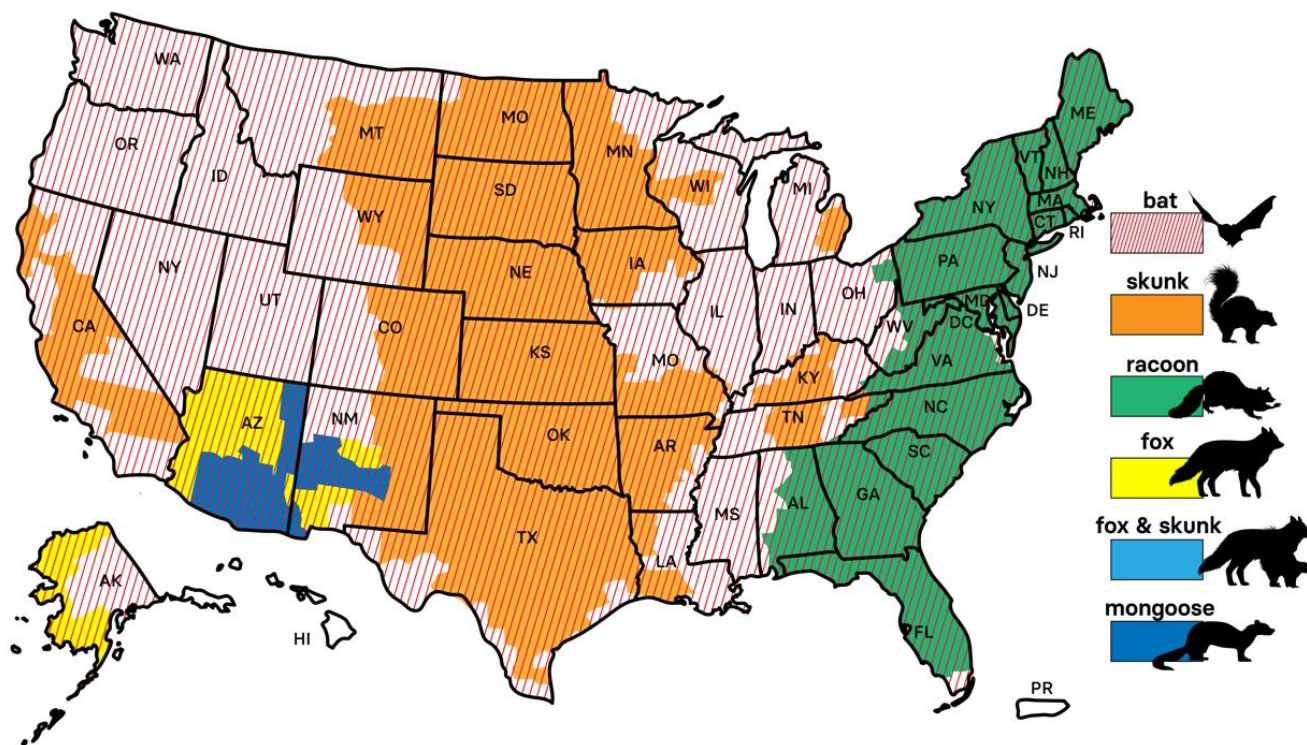 WA
OR
ID
MT
MO
MN
WI
MI
ME
VT
NH
NY
MA
CT
RI
WY
SD
NY
UT
CA
CO
NE
IA
IL
IN
OH
PA
NJ
MD
DE
DC
WV
VA
KS
MO
KY
TN
NC
SC
AZ
NM
OK
AR
TX
LA
MS
AL
GA
FL
AK
HI
PR
bat
skunk
racoon
fox
fox & skunk
mongoose